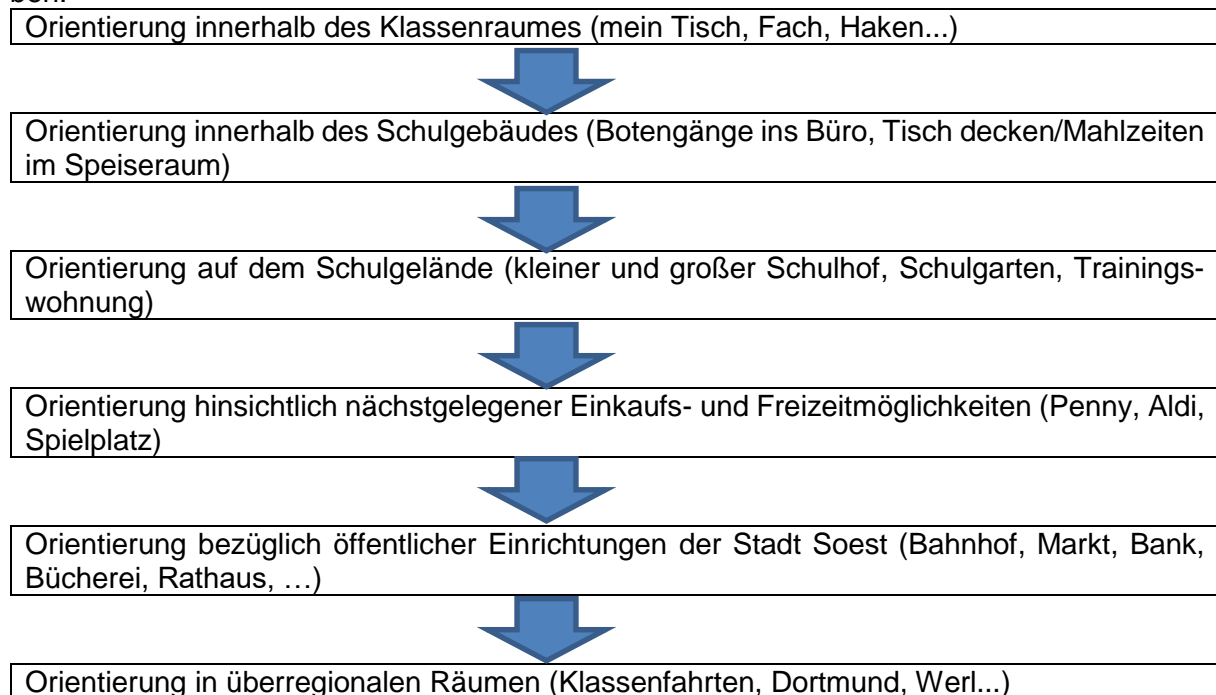 Orientierung innerhalb des Klassenraumes (mein Tisch, Fach, Haken...)
Orientierung innerhalb des Schulgebäudes (Botengänge ins Büro, Tisch decken/Mahlzeiten
im Speiseraum)
Orientierung auf dem Schulgelände (kleiner und großer Schulhof, Schulgarten, Trainings-
wohnung)
Orientierung hinsichtlich nächstgelegener Einkaufs- und Freizeitmöglichkeiten (Penny, Aldi,
Spielplatz)
Orientierung bezüglich öffentlicher Einrichtungen der Stadt Soest (Bahnhof, Markt, Bank,
Bücherei, Rathaus, …)
Orientierung in überregionalen Räumen (Klassenfahrten, Dortmund, Werl...)